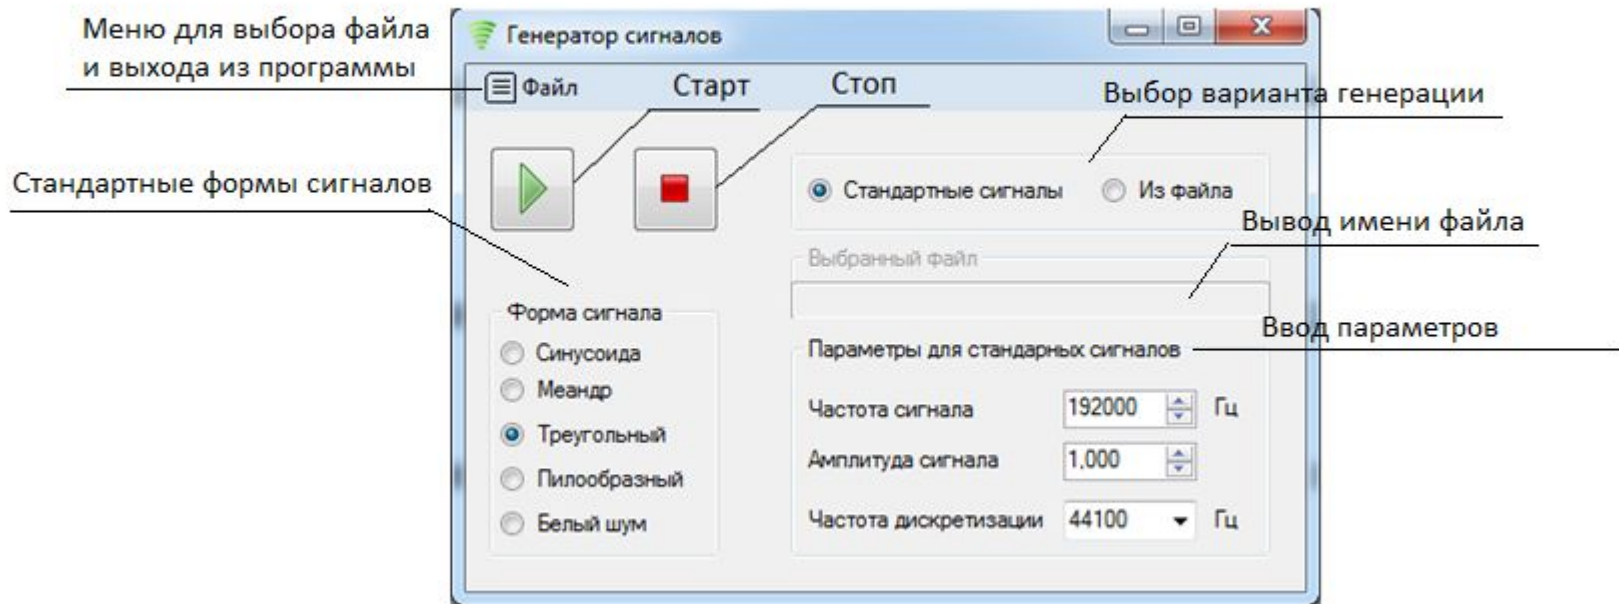 Меню для выбора файла
и выхода из программы
Генератор сигналов
Файл
Старт
Стоп
Выбор варианта генерации
Стандартные формы сигналов
Стандартные сигналы
Из файла
Вывод имени файла
Выбранный файл
Форма сигнала
Синусоида
Меандр
Треугольный
Пилообразный
Белый шум
Ввод параметров
Параметры для стандарных сигналов
Частота сигнала 192000 Гц
Амплитуда сигнала 1,000
Частота дискретизации 44100 Гц